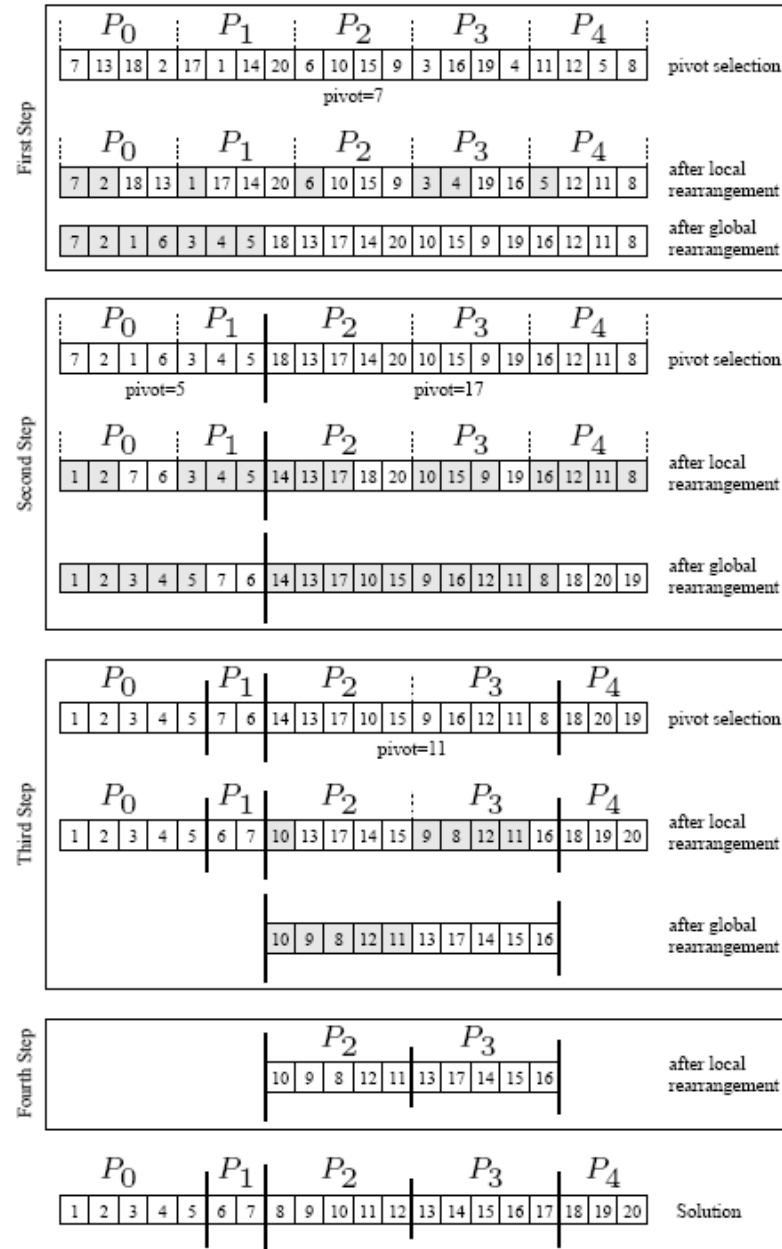 First Step
P0 P1 P2 P3 P4
7 13 18 2 17 1 14 20 6 10 15 9 3 16 19 4 11 12 5 8 pivot selection
pivot=7
P0 P1 P2 P3 P4
7 2 18 13 1 17 14 20 6 10 15 9 3 4 19 16 5 12 11 8 after local rearrangement
7 2 1 6 3 4 5 18 13 17 14 20 10 15 9 19 16 12 11 8 after global rearrangement
Second Step
P0 P1 P2 P3 P4
7 2 1 6 3 4 5 18 13 17 14 20 10 15 9 19 16 12 11 8 pivot selection
pivot=5 pivot=17
P0 P1 P2 P3 P4
1 2 7 6 3 4 5 14 13 17 18 20 10 15 9 19 16 12 11 8 after local rearrangement
1 2 3 4 5 7 6 14 13 17 10 15 9 16 12 11 8 18 20 19 after global rearrangement
Third Step
P0 P1 P2 P3 P4
1 2 3 4 5 7 6 14 13 17 10 15 9 16 12 11 8 18 20 19 pivot selection
pivot=11
P0 P1 P2 P3 P4
1 2 3 4 5 6 7 10 13 17 14 15 9 8 12 11 16 18 19 20 after local rearrangement
10 9 8 12 11 13 17 14 15 16 after global rearrangement
Fourth Step
P2 P3
10 9 8 12 11 13 17 14 15 16 after local rearrangement
P0 P1 P2 P3 P4
1 2 3 4 5 6 7 8 9 10 11 12 13 14 15 16 17 18 19 20 Solution